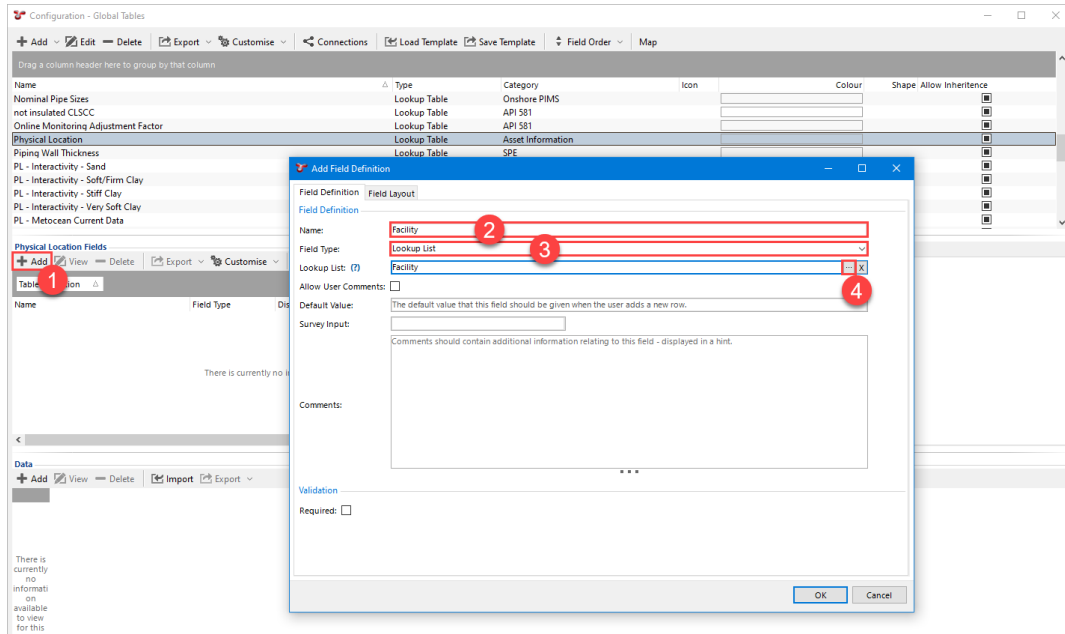 Configuration - Global Tables
Add Edit Delete Export Customise Connections Load Template Save Template Field Order Map
Drag a column header here to group by that column
Name Type Category Icon Colour Shape Allow Inheritence
Nominal Pipe Sizes Lookup Table Onshore PIMS
not insulated CLSCC Lookup Table API 581
Online Monitoring Adjustment Factor Lookup Table API 581
Physical Location Lookup Table Asset Information
Piping Wall Thickness Lookup Table SPE
PL - Interactivity - Sand
PL - Interactivity - Soft/Firm Clay
PL - Interactivity - Stiff Clay
PL - Interactivity - Very Soft Clay
PL - Metocean Current Data
Physical Location Fields
Add View Delete Export Customise
1
Table
Name Field Type Dis
There is currently no i
Data
Add View Delete Import Export
There is
currently
no
informati
on
available
to view
for this
Add Field Definition
Field Definition Field Layout
Field Definition
Name: Facility
2
Field Type: Lookup List
3
Lookup List: (?) Facility ... X
4
Allow User Comments:
Default Value: The default value that this field should be given when the user adds a new row.
Survey Input:
Comments should contain additional information relating to this field - displayed in a hint.
Comments:
Validation
Required:
OK Cancel